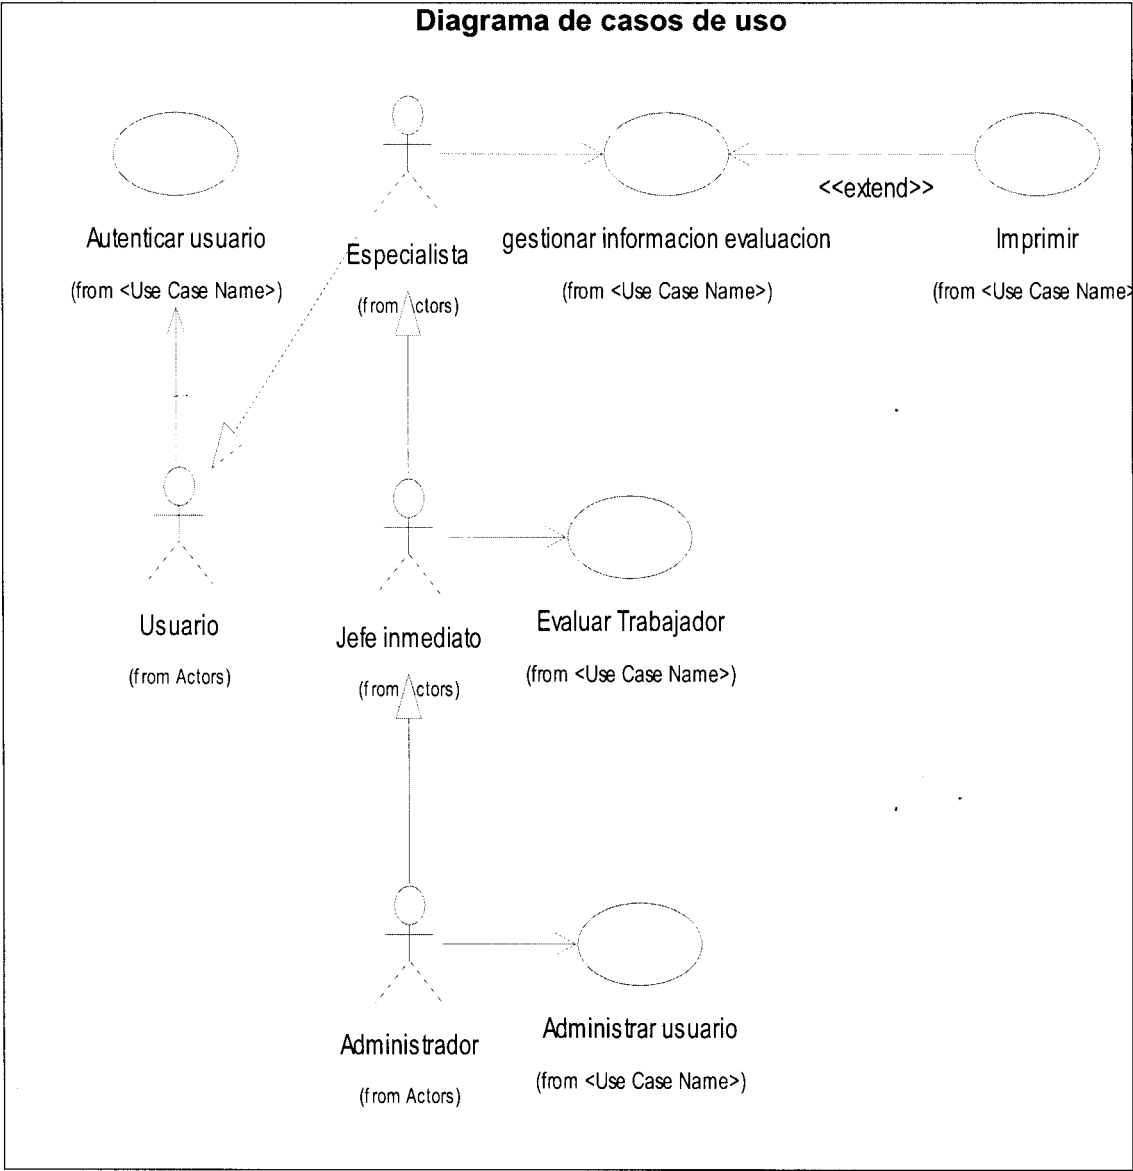 Diagrama de casos de uso
<<extend>>
Autenticar usuario
(from <Use Case Name>)
Especialista
(from Actors)
gestionar informacion evaluacion
(from <Use Case Name>)
Imprimir
(from <Use Case Name>
Usuario
(from Actors)
Jefe inmediato
(from Actors)
Evaluar Trabajador
(from <Use Case Name>)
Administrador
(from Actors)
Administrar usuario
(from <Use Case Name>)